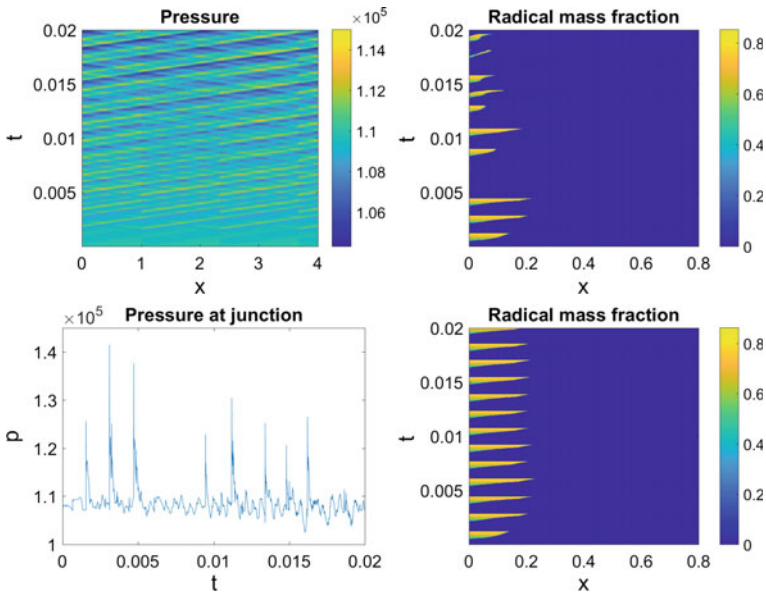 Pressure
×10⁵
0.02
0.015
0.01
0.005
t
0 1 2 3 4
x
1.14
1.12
1.1
1.08
1.06
Radical mass fraction
0.02
0.015
0.01
0.005
t
0 0.2 0.4 0.6 0.8
x
0.8
0.6
0.4
0.2
0
Pressure at junction
×10⁵
1.4
1.3
1.2
1.1
1
p
0 0.005 0.01 0.015 0.02
t
Radical mass fraction
0.02
0.015
0.01
0.005
t
0 0.2 0.4 0.6 0.8
x
0.8
0.6
0.4
0.2
0